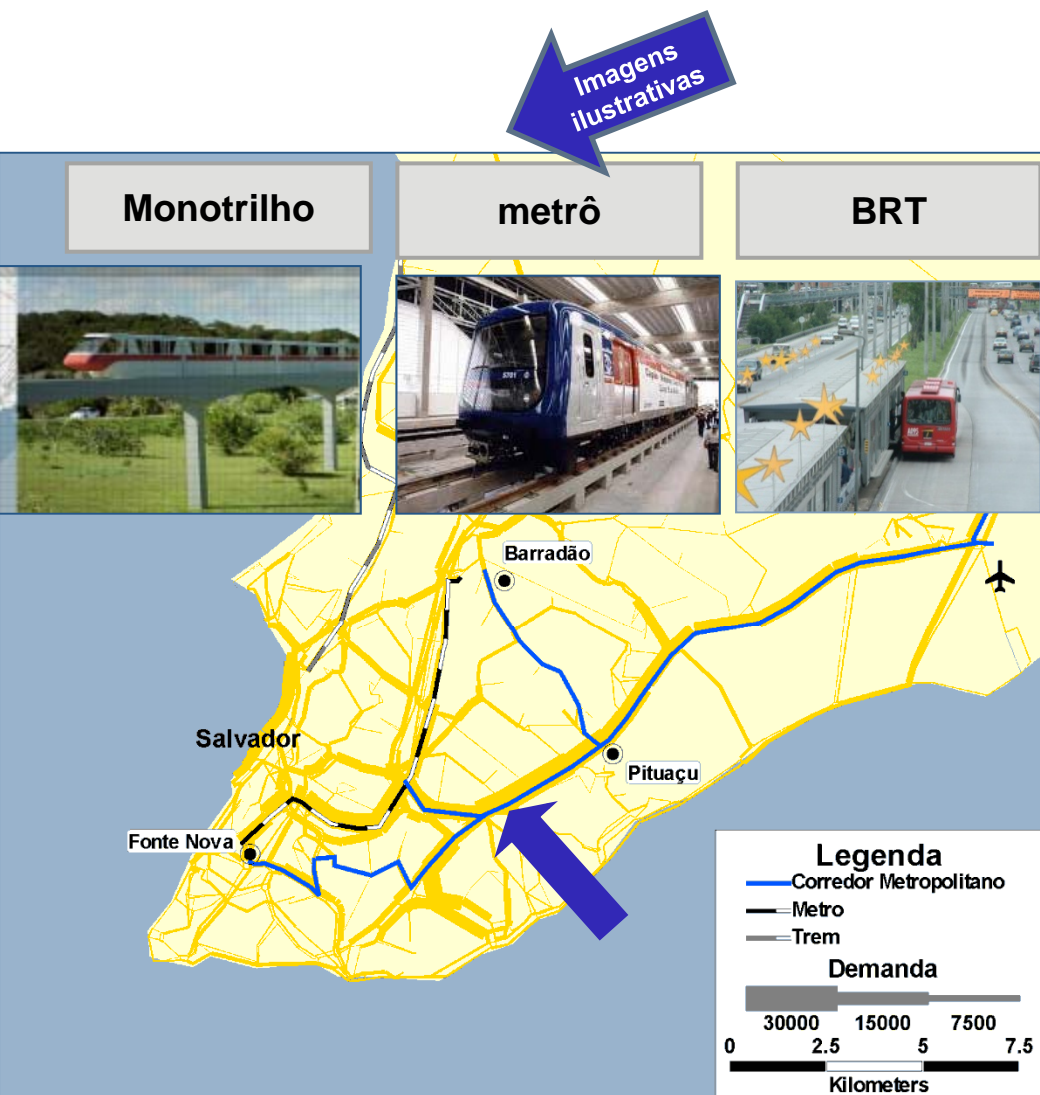 Imagens
ilustrativas
Monotrilho
metrô
BRT
5701
Barradão
Salvador
Pituaçu
Fonte Nova
Legenda
Corredor Metropolitano
Metro
Trem
Demanda
30000 15000 7500
0 2.5 5 7.5
Kilometers